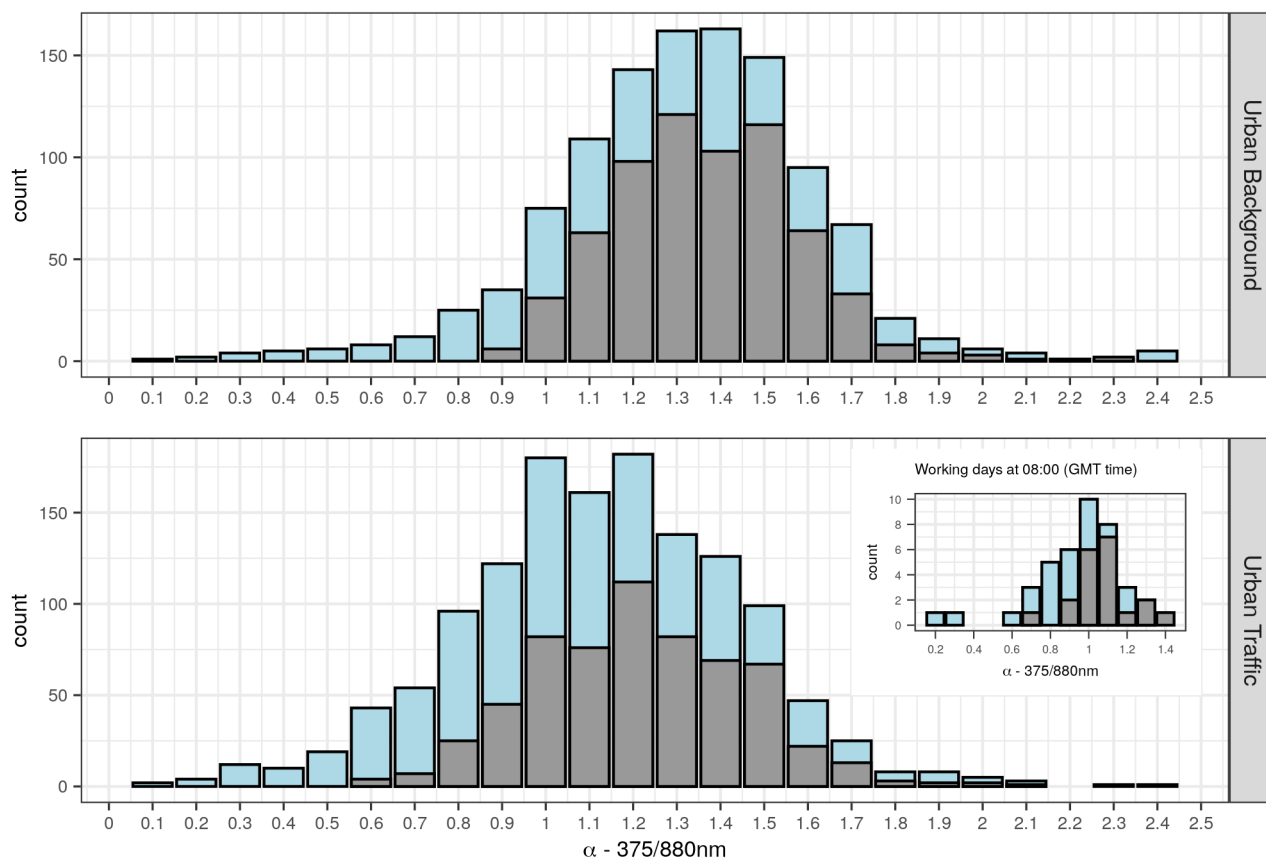 150
100
50
0
count
Urban Background
0 0.1 0.2 0.3 0.4 0.5 0.6 0.7 0.8 0.9 1 1.1 1.2 1.3 1.4 1.5 1.6 1.7 1.8 1.9 2 2.1 2.2 2.3 2.4 2.5
150
100
50
0
count
Urban Traffic
Working days at 08:00 (GMT time)
10
8
6
4
2
0
count
0.2 0.4 0.6 0.8 1.0 1.2 1.4
α - 375/880nm
0 0.1 0.2 0.3 0.4 0.5 0.6 0.7 0.8 0.9 1 1.1 1.2 1.3 1.4 1.5 1.6 1.7 1.8 1.9 2 2.1 2.2 2.3 2.4 2.5
α - 375/880nm